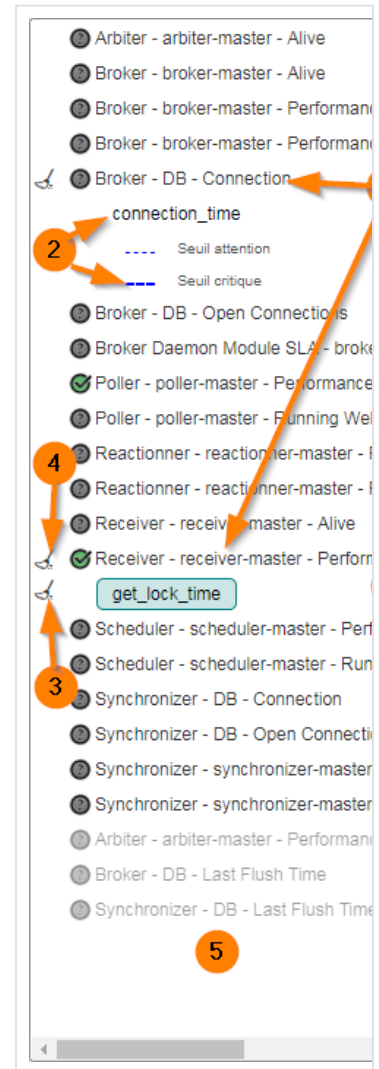 Arbiter - arbiter-master - Alive
Broker - broker-master - Alive
Broker - broker-master - Performan
Broker - broker-master - Performan
Broker - DB - Connection
connection_time
2
Seuil attention
Seuil critique
Broker - DB - Open Connections
Broker Daemon Module SLA - broke
Poller - poller-master - Performance
Poller - poller-master - Running Wel
4
Reactionner - reactionner-master -
Reactionner - reactionner-master -
Receiver - receiver-master - Alive
Receiver - receiver-master - Perform
get_lock_time
Scheduler - scheduler-master - Perf
Scheduler - scheduler-master - Run
3
Synchronizer - DB - Connection
Synchronizer - DB - Open Connecti
Synchronizer - synchronizer-master
Synchronizer - synchronizer-master
Arbiter - arbiter-master - Performan
Broker - DB - Last Flush Time
Synchronizer - DB - Last Flush Time
5